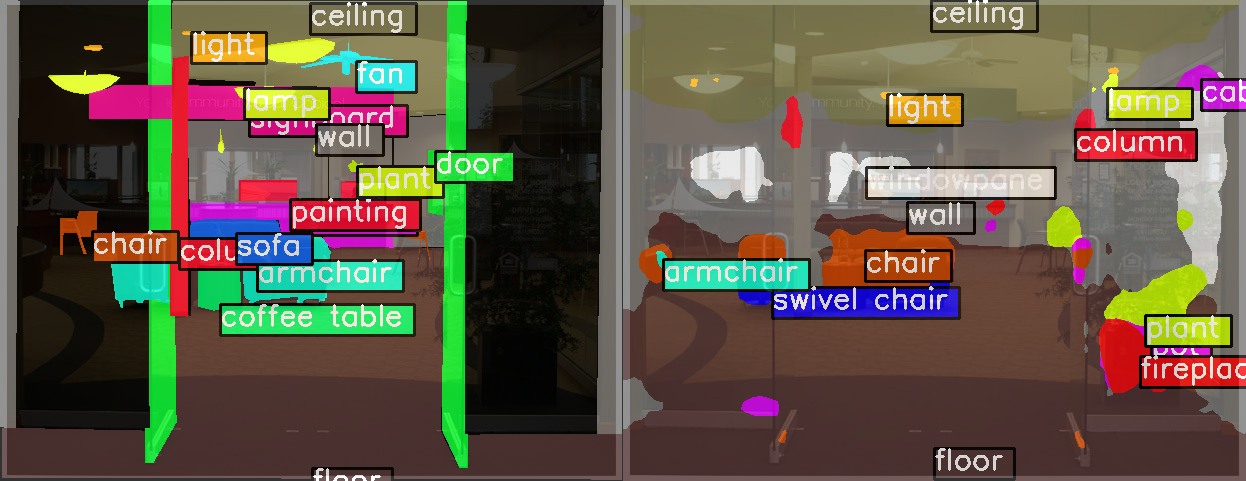 ceiling
light
fan
lamp
signboard
wall
plant
door
painting
chair
colu
sofa
armchair
coffee table
floor
ceiling
light
lamp
cab
column
windowpane
wall
armchair
chair
swivel chair
plant
pot
fireplac
floor